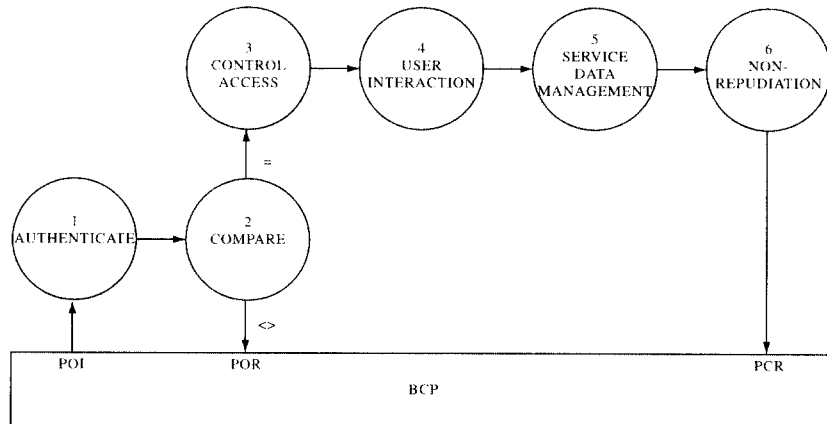 3
CONTROL
ACCESS
4
USER
INTERACTION
5
SERVICE
DATA
MANAGEMENT
6
NON-
REPUDIATION
=
1
AUTHENTICATE
2
COMPARE
<>
POI
POR
PCR
BCP